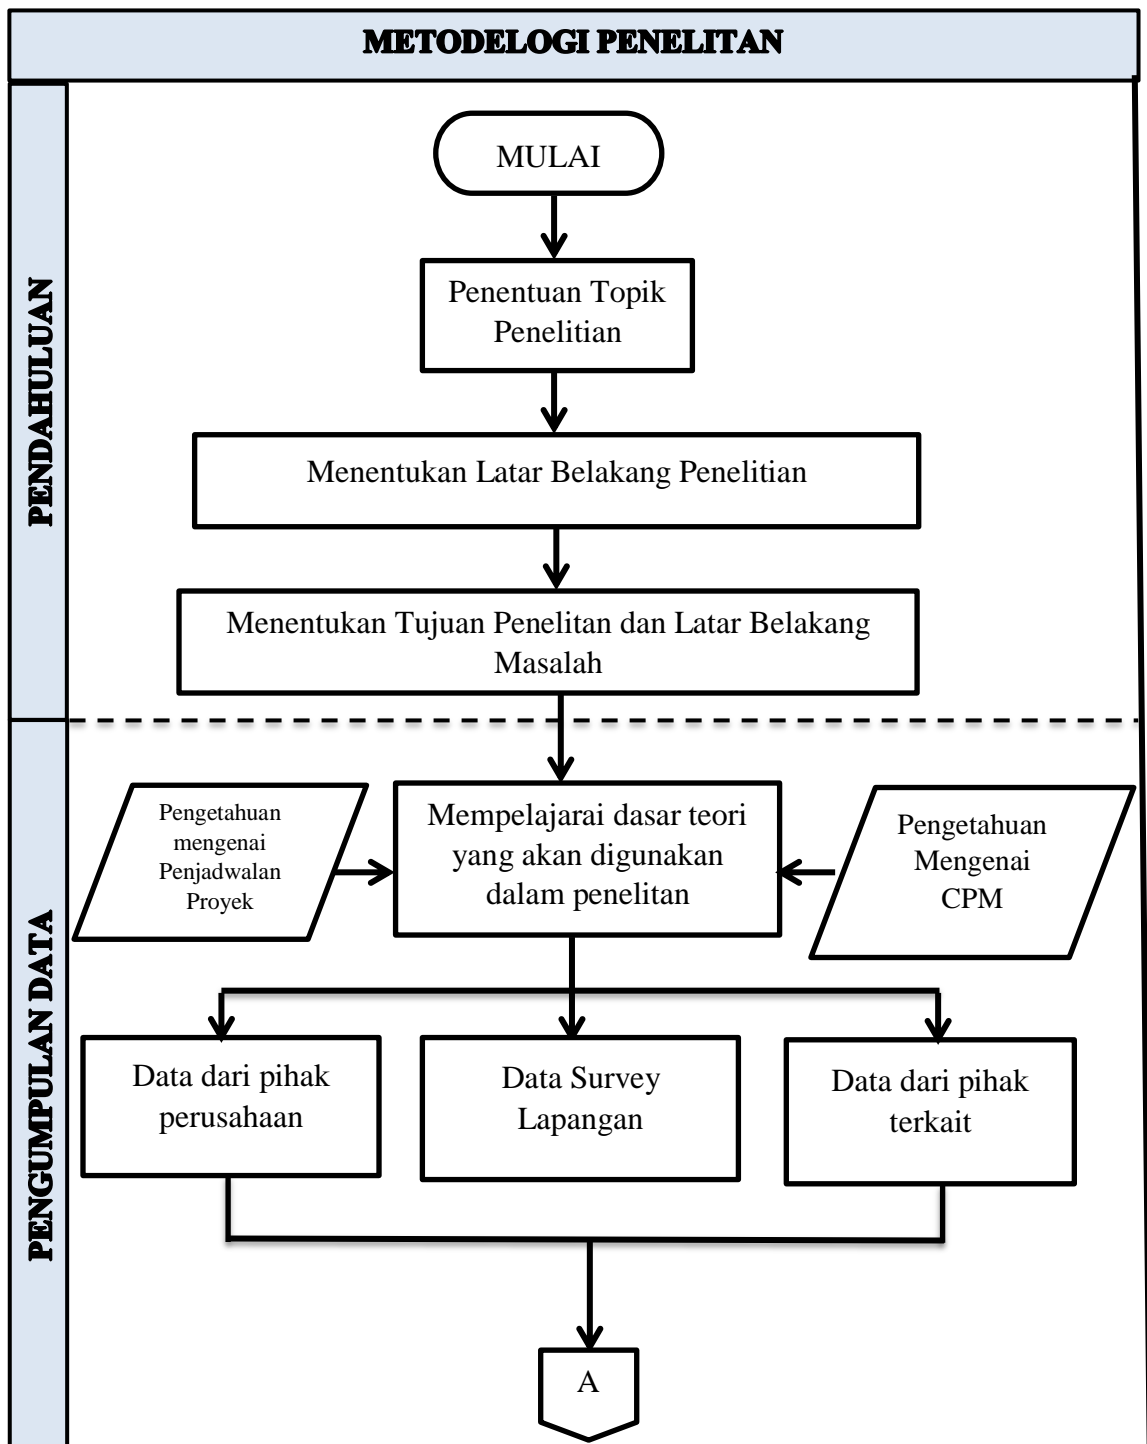 METODELOGI PENELITAN
PENDAHULUAN
MULAI
Penentuan Topik
Penelitian
Menentukan Latar Belakang Penelitian
Menentukan Tujuan Penelitan dan Latar Belakang
Masalah
PENGUMPULAN DATA
Pengetahuan
mengenai
Penjadwalan
Proyek
Mempelajarai dasar teori
yang akan digunakan
dalam penelitan
Pengetahuan
Mengenai
CPM
Data dari pihak
perusahaan
Data Survey
Lapangan
Data dari pihak
terkait
A